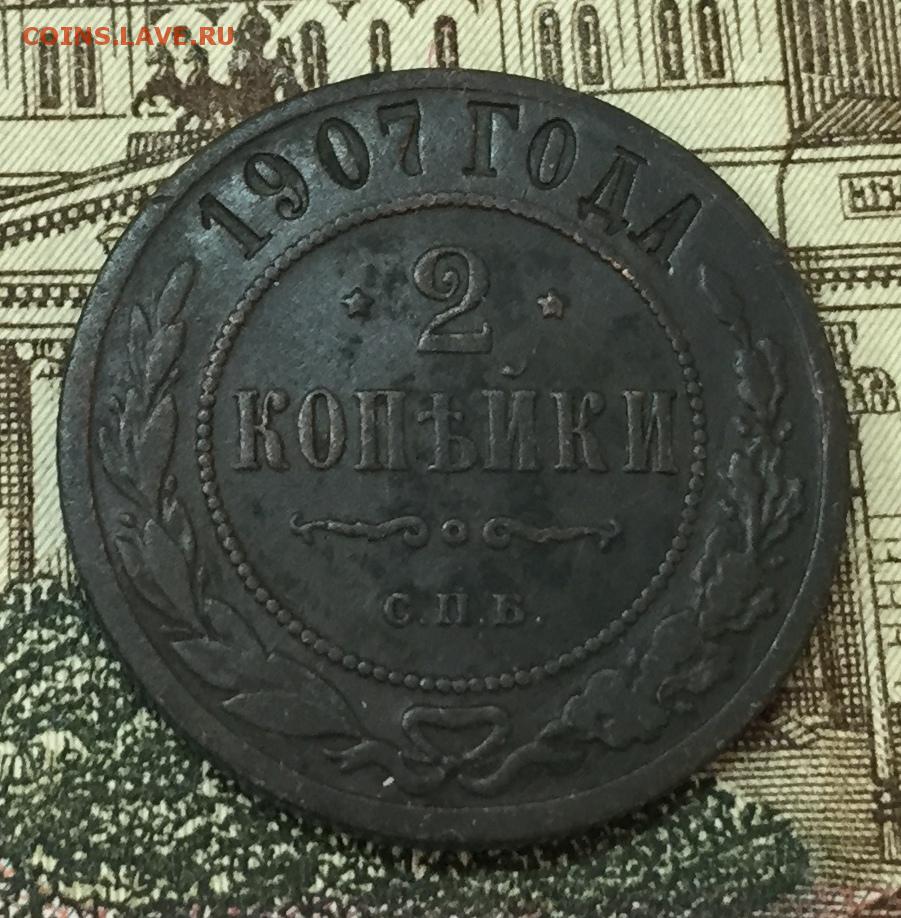 COINS.LAVE.RU
1907 ГОДА
2
КОПѢЙКИ
С.П.Б.